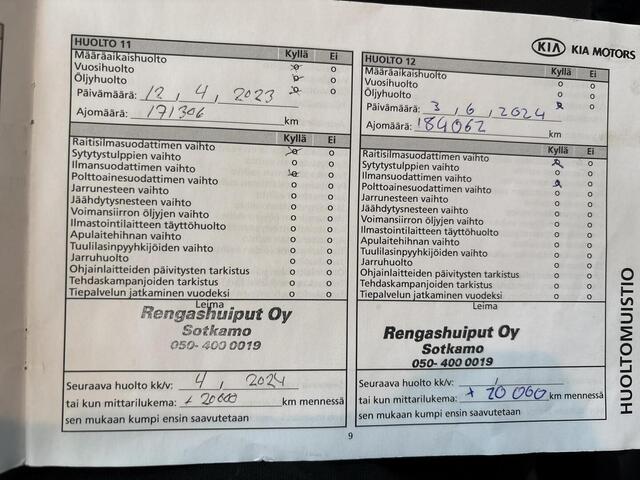 HUOLTO 11
Kyllä Ei
Määräaikaishuolto
Vuosihuolto
Öljyhuolto
Päivämäärä: 12, 4, 2023
Ajomäärä: 171306 km
Kyllä Ei
Raitisilmasuodattimen vaihto
Sytytystulppien vaihto
Ilmansuodattimen vaihto
Polttoainesuodattimen vaihto
Jarrunesteen vaihto
Jäähdytysnesteen vaihto
Voimansiirron öljyjen vaihto
Ilmastointilaitteen täyttöhuolto
Apulaitehihnan vaihto
Tuulilasinpyyhkijöiden vaihto
Jarruhuolto
Ohjainlaitteiden päivitysten tarkistus
Tehdaskampanjoiden tarkistus
Tiepalvelun jatkaminen vuodeksi
Leima
Rengashuiput Oy
Sotkamo
050-400 0019
Seuraava huolto kk/v: 4, 2024
tai kun mittarilukema: + 20000 km mennessä
sen mukaan kumpi ensin saavutetaan
9
KIA KIA MOTORS
HUOLTO 12
Kyllä Ei
Määräaikaishuolto
Vuosihuolto
Öljyhuolto
Päivämäärä: 3, 6, 2024
Ajomäärä: 184062 km
Kyllä Ei
Raitisilmasuodattimen vaihto
Sytytystulppien vaihto
Ilmansuodattimen vaihto
Polttoainesuodattimen vaihto
Jarrunesteen vaihto
Jäähdytysnesteen vaihto
Voimansiirron öljyjen vaihto
Ilmastointilaitteen täyttöhuolto
Apulaitehihnan vaihto
Tuulilasinpyyhkijöiden vaihto
Jarruhuolto
Ohjainlaitteiden päivitysten tarkistus
Tehdaskampanjoiden tarkistus
Tiepalvelun jatkaminen vuodeksi
Leima
Rengashuiput Oy
Sotkamo
050-400 0019
Seuraava huolto kk/v: ,
tai kun mittarilukema: + 20 000 km mennessä
sen mukaan kumpi ensin saavutetaan
HUOLTOMUISTIO